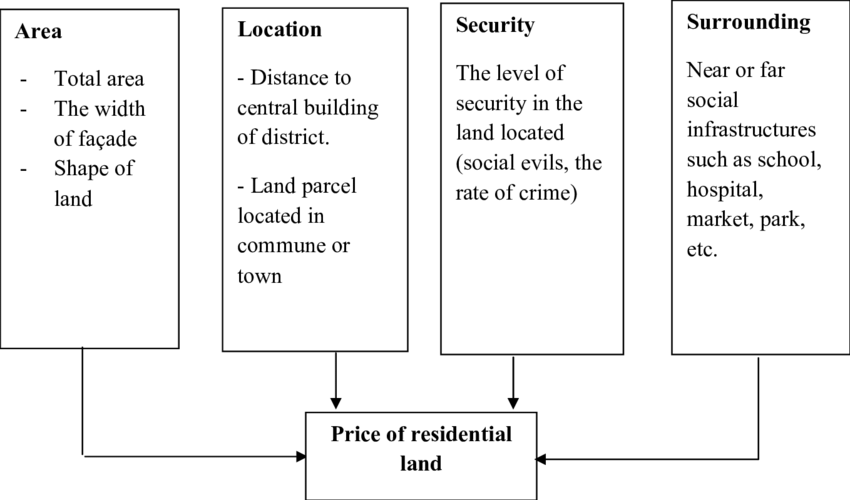 Area
- Total area
- The width
of façade
- Shape of
land
Location
- Distance to
central building
of district.
- Land parcel
located in
commune or
town
Security
The level of
security in the
land located
(social evils, the
rate of crime)
Surrounding
Near or far
social
infrastructures
such as school,
hospital,
market, park,
etc.
Price of residential
land